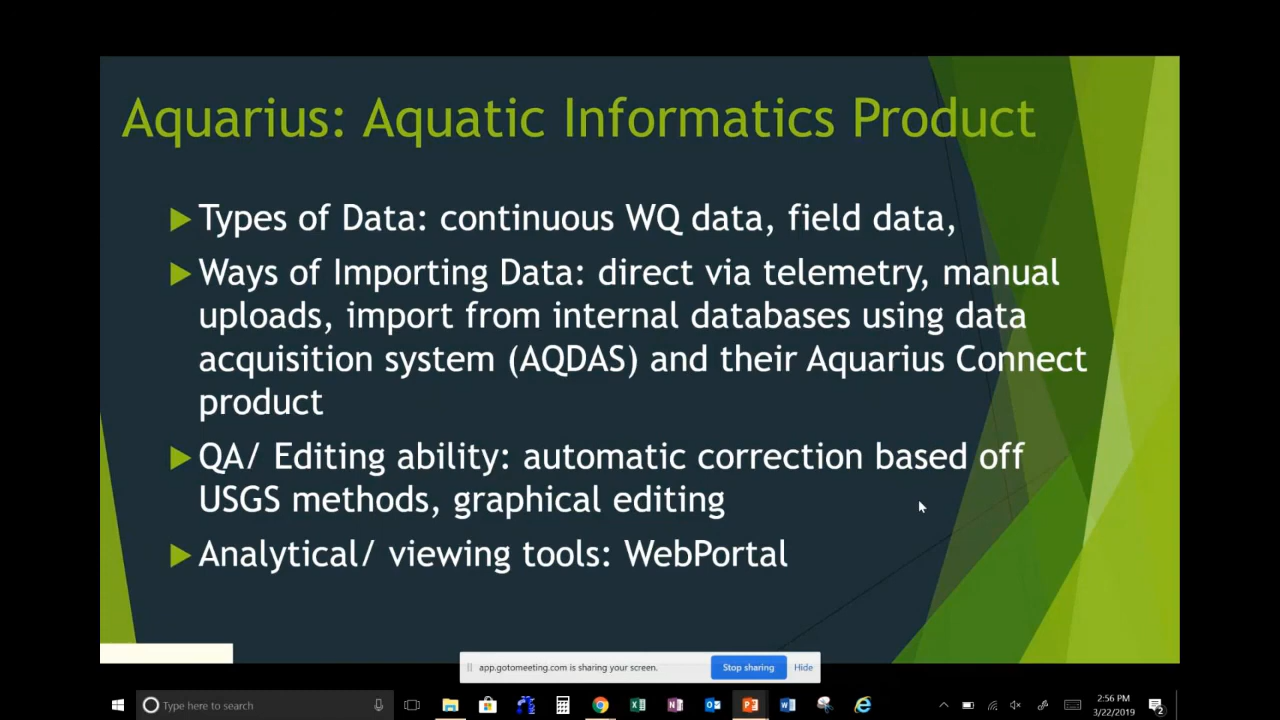 Aquarius: Aquatic Informatics Product
Types of Data: continuous WQ data, field data,
Ways of Importing Data: direct via telemetry, manual
uploads, import from internal databases using data
acquisition system (AQDAS) and their Aquarius Connect
product
QA/ Editing ability: automatic correction based off
USGS methods, graphical editing
Analytical/ viewing tools: WebPortal
app.gotomeeting.com is sharing your screen.
Stop sharing
Hide
Type here to search
2:56 PM
3/22/2019
2